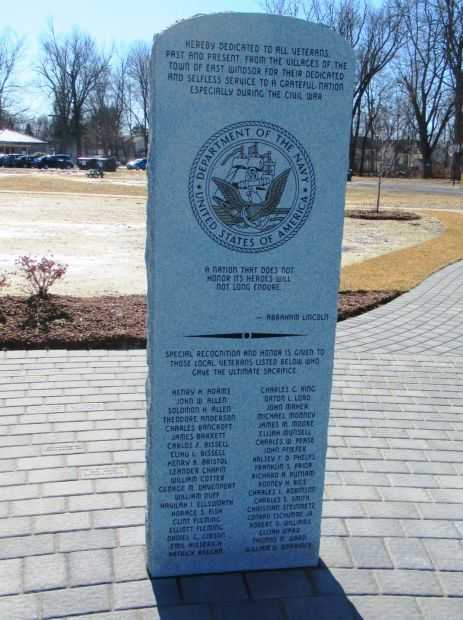 HEREBY DEDICATED TO ALL VETERANS,
PAST AND PRESENT, FROM THE VILLAGES OF THE
TOWN OF EAST WINDSOR FOR THEIR DEDICATED
AND SELFLESS SERVICE TO A GRATEFUL NATION
ESPECIALLY DURING THE CIVIL WAR
DEPARTMENT OF THE NAVY
UNITED STATES OF AMERICA
A NATION THAT DOES NOT
HONOR ITS HEROES WILL
NOT LONG ENDURE.
— ABRAHAM LINCOLN
SPECIAL RECOGNITION AND HONOR IS GIVEN TO
THOSE LOCAL VETERANS LISTED BELOW WHO
GAVE THE ULTIMATE SACRIFICE
HENRY H. ADAMS
JOHN W. ALLEN
SOLOMON H. ALLEN
THEODORE ANDERSON
CHARLES BANCROFT
JAMES BARRETT
CARLOS E. BISSELL
ELIHU L. BISSELL
HENRY A. BRISTOL
LEANDER CHAPIN
WILLIAM COTTER
GEORGE M. DAVENPORT
WILLIAM DUFF
HAVILAH I. ELLSWORTH
HORACE S. FISH
CLINT FLEMING
ELLIOTT FLEMING
DANIEL C. GIBSON
EMIL HIESERICH
PATRICK KEEGAN
CHARLES C. KING
ORTON L. LORD
JOHN MAHER
MICHAEL MOONEY
JAMES M. MOORE
ELIJAH MUNSELL
CHARLES W. PEASE
JOHN PFIEFER
HALSEY F. D. PHELPS
FRANKLIN S. PRIOR
RICHARD A. PUTNAM
RODNEY H. RICE
CHARLES L. ROBINSON
CHARLES S. SMITH
CHRISTIAN STEINMETZ
CONRAD TSCHUMMI JR.
ROBERT D. WILLIAMS
ELIJAH WARD
THOMAS H. WARD
WILLIAM O.